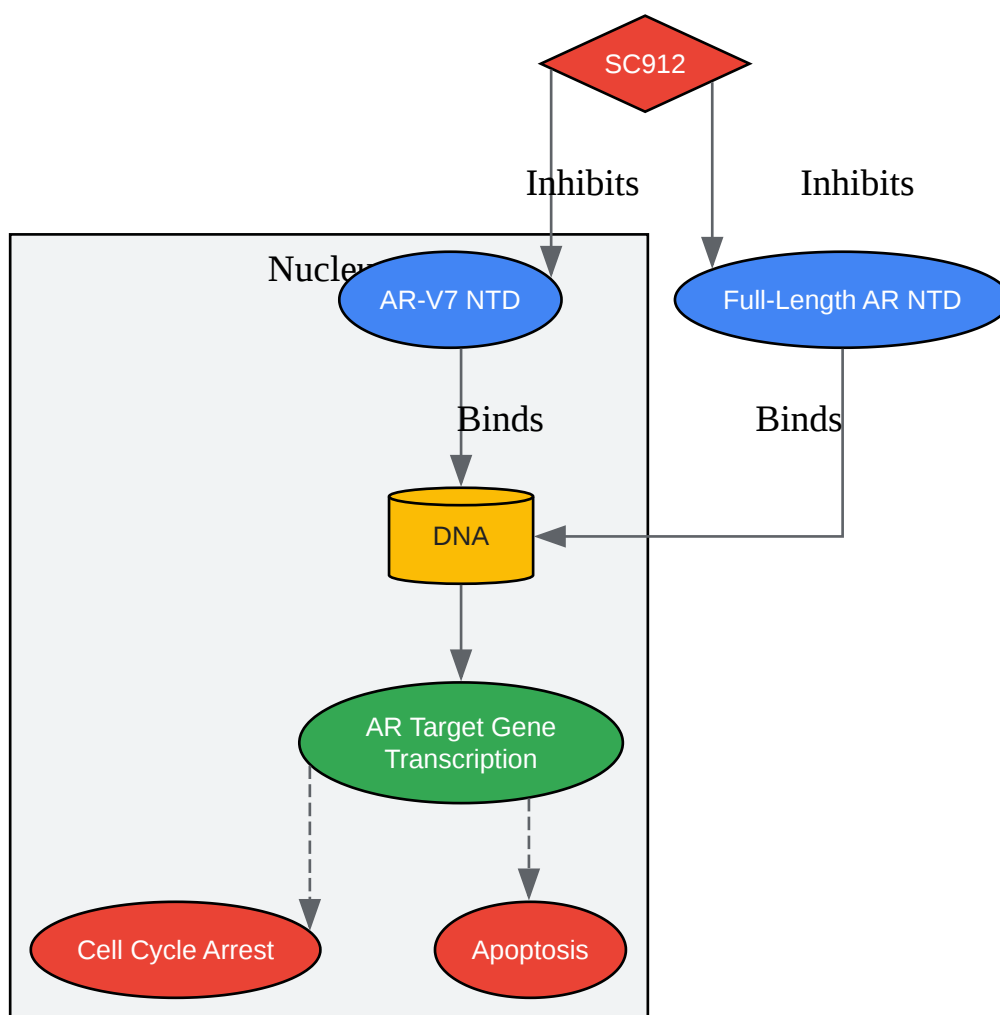 SC912
Inhibits
Inhibits
AR-V7 NTD
Full-Length AR NTD
Binds
Binds
DNA
AR Target Gene
Transcription
Cell Cycle Arrest
Apoptosis